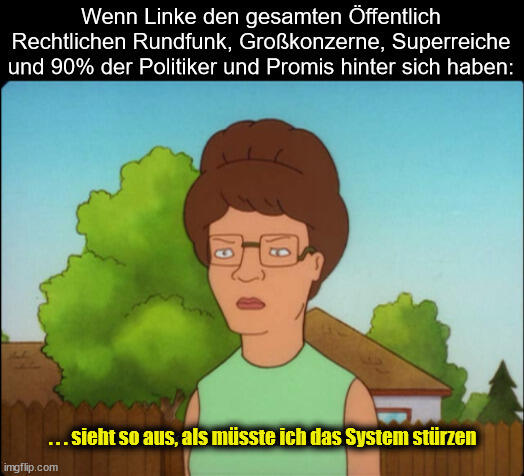 Wenn Linke den gesamten Öffentlich
Rechtlichen Rundfunk, Großkonzerne, Superreiche
und 90% der Politiker und Promis hinter sich haben:
. . . sieht so aus, als müsste ich das System stürzen
imgflip.com